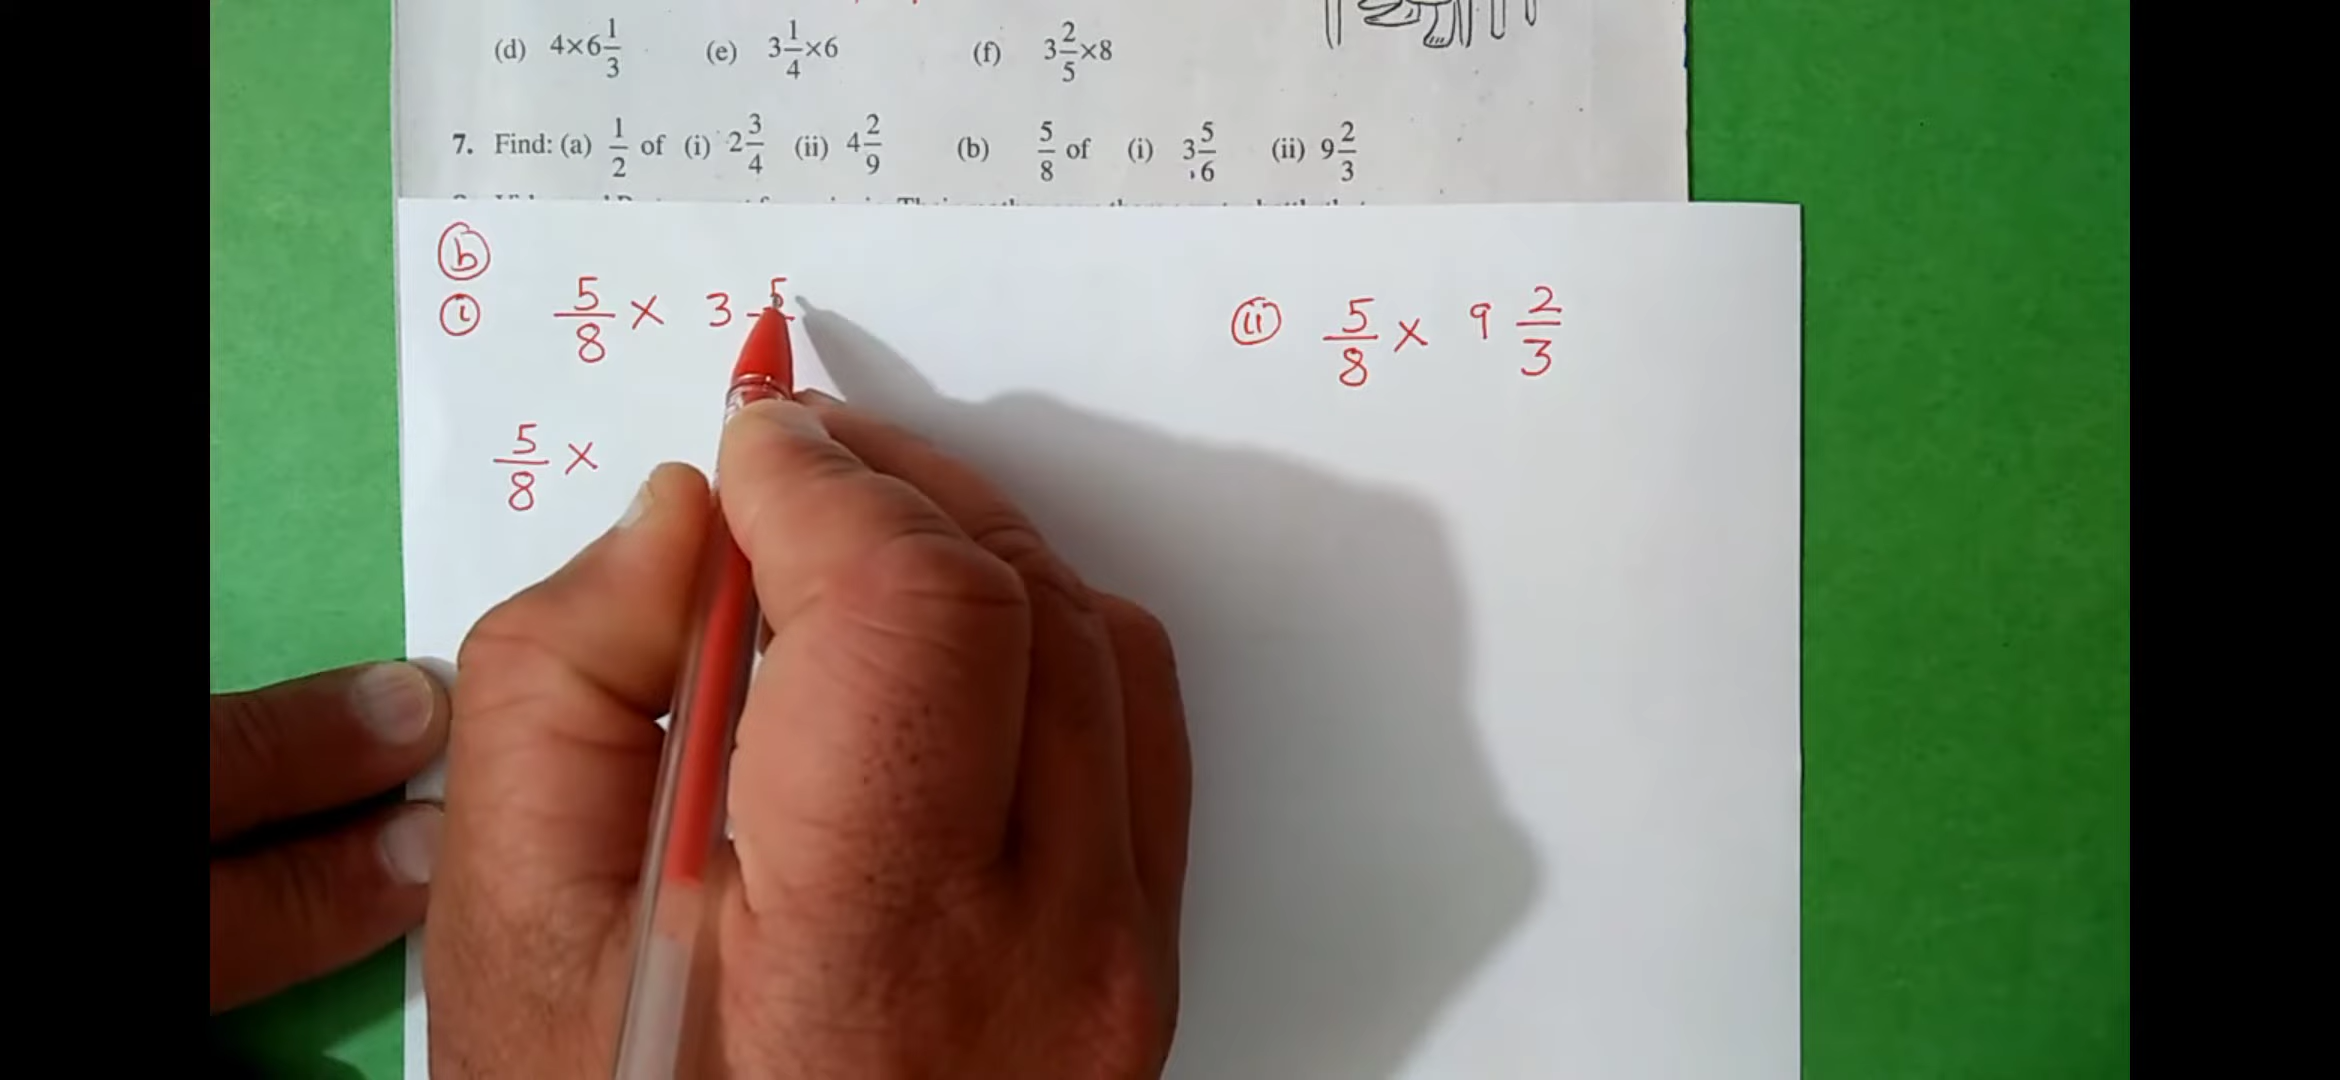 (d) 4×6 1/3 (e) 3 1/4 ×6 (f) 3 2/5 ×8
7. Find: (a) 1/2 of (i) 2 3/4 (ii) 4 2/9 (b) 5/8 of (i) 3 5/6 (ii) 9 2/3
b
i 5/8 × 3 5 ii 5/8 × 9 2/3
5/8 ×